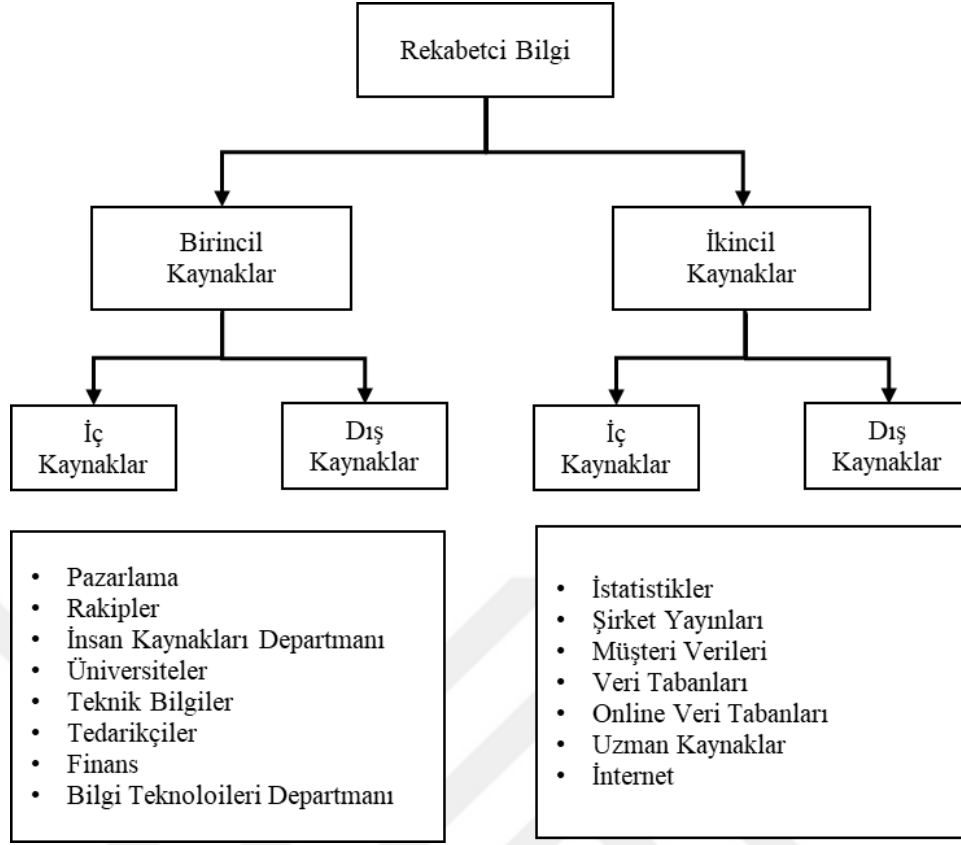 Rekabetci Bilgi
Birincil
Kaynaklar
İkincil
Kaynaklar
İç
Kaynaklar
Dış
Kaynaklar
İç
Kaynaklar
Dış
Kaynaklar
• Pazarlama
• Rakipler
• İnsan Kaynakları Departmanı
• Üniversiteler
• Teknik Bilgiler
• Tedarikçiler
• Finans
• Bilgi Teknoloileri Departmanı
• İstatistikler
• Şirket Yayınları
• Müşteri Verileri
• Veri Tabanları
• Online Veri Tabanları
• Uzman Kaynaklar
• İnternet